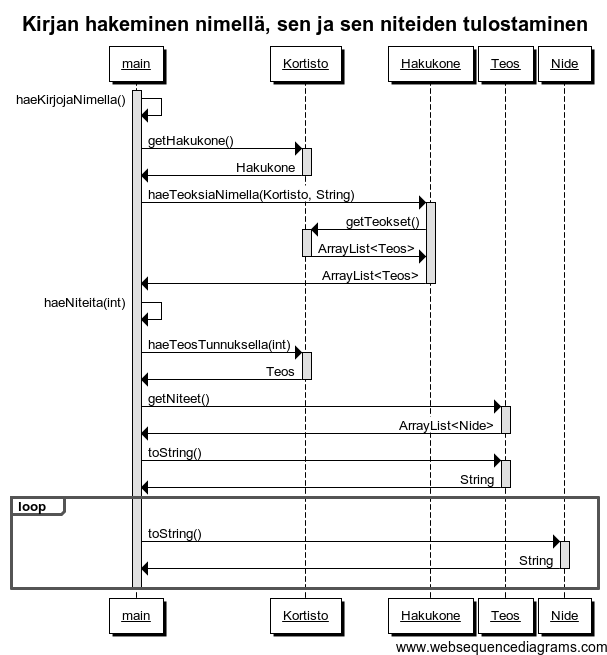 Kirjan hakeminen nimellä, sen ja sen niteiden tulostaminen
main Kortisto Hakukone Teos Nide
haeKirjojaNimella()
getHakukone()
Hakukone
haeTeoksiaNimella(Kortisto, String)
getTeokset()
ArrayList<Teos>
ArrayList<Teos>
haeNiteita(int)
haeTeosTunnuksella(int)
Teos
getNiteet()
ArrayList<Nide>
toString()
String
loop
toString()
String
main Kortisto Hakukone Teos Nide
www.websequencediagrams.com